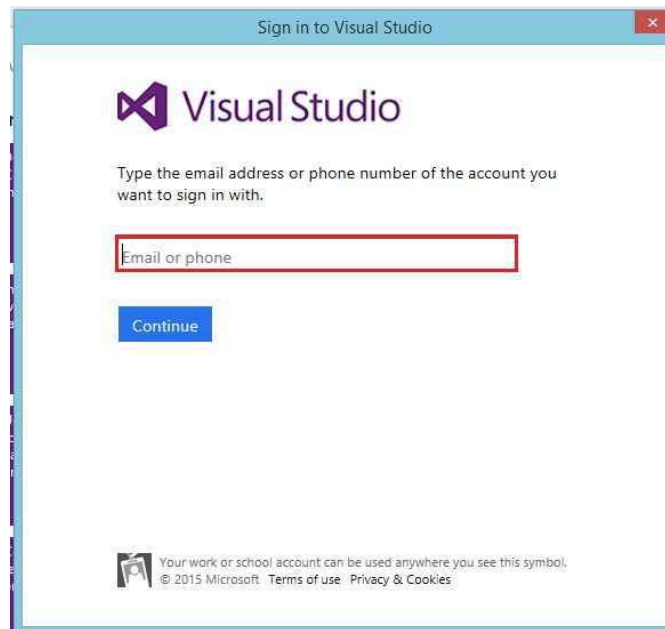 Sign in to Visual Studio
Visual Studio
Type the email address or phone number of the account you
want to sign in with.
Email or phone
Continue
Your work or school account can be used anywhere you see this symbol.
© 2015 Microsoft Terms of use Privacy & Cookies